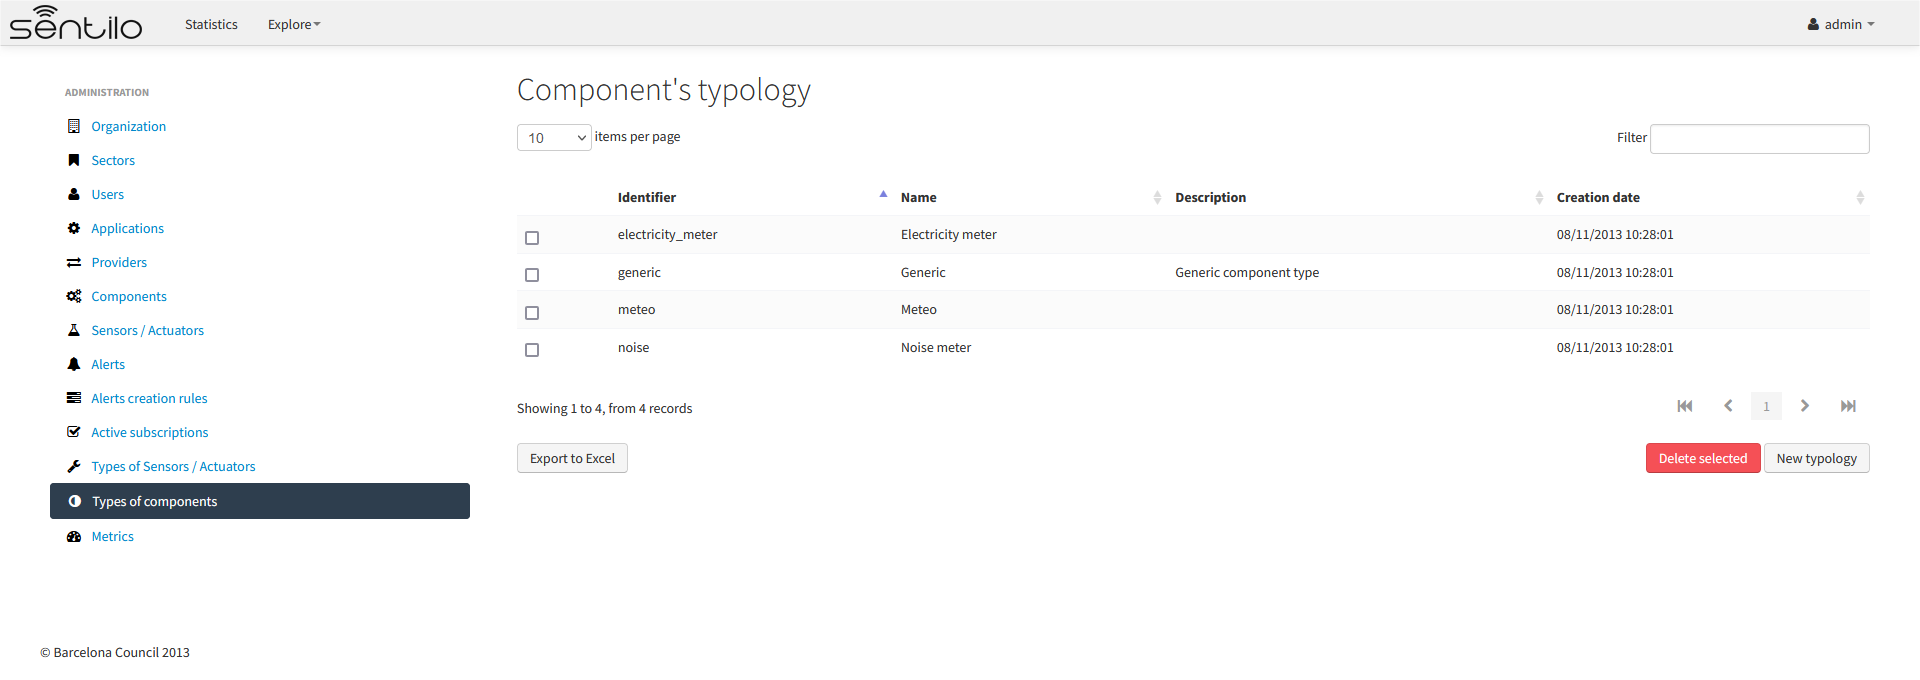 sentilo
Statistics
Explore
admin
ADMINISTRATION
Organization
Sectors
Users
Applications
Providers
Components
Sensors / Actuators
Alerts
Alerts creation rules
Active subscriptions
Types of Sensors / Actuators
Types of components
Metrics
Component's typology
10 items per page
Filter
Identifier Name Description Creation date
electricity_meter Electricity meter 08/11/2013 10:28:01
generic Generic Generic component type 08/11/2013 10:28:01
meteo Meteo 08/11/2013 10:28:01
noise Noise meter 08/11/2013 10:28:01
Showing 1 to 4, from 4 records
1
Export to Excel
Delete selected
New typology
© Barcelona Council 2013